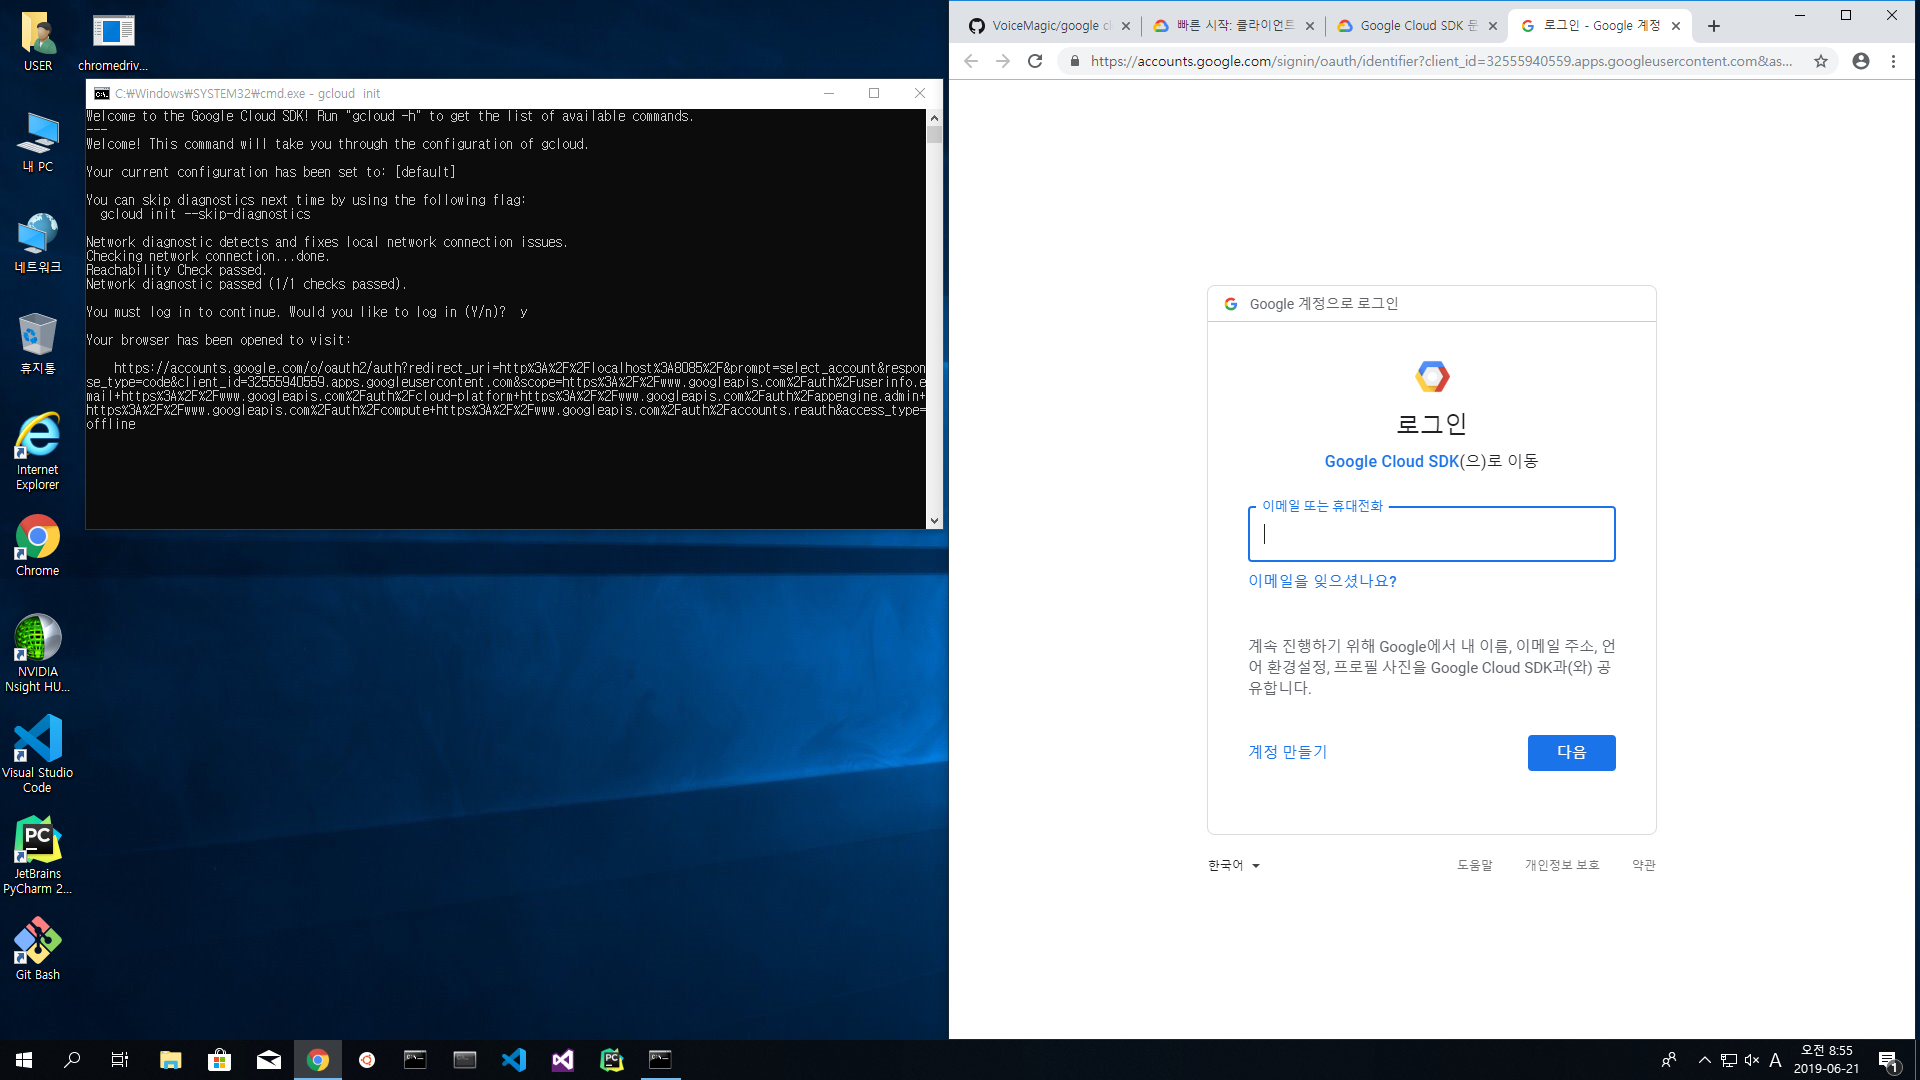 USER
chromedriv...
내 PC
네트워크
휴지통
Internet
Explorer
Chrome
NVIDIA
Nsight HU...
Visual Studio
Code
JetBrains
PyCharm 2...
Git Bash
C:₩Windows₩SYSTEM32₩cmd.exe - gcloud  init
Welcome to the Google Cloud SDK! Run "gcloud -h" to get the list of available commands.
---
Welcome! This command will take you through the configuration of gcloud.
Your current configuration has been set to: [default]
You can skip diagnostics next time by using the following flag:
gcloud init --skip-diagnostics
Network diagnostic detects and fixes local network connection issues.
Checking network connection...done.
Reachability Check passed.
Network diagnostic passed (1/1 checks passed).
You must log in to continue. Would you like to log in (Y/n)?  y
Your browser has been opened to visit:
https://accounts.google.com/o/oauth2/auth?redirect_uri=http%3A%2F%2Flocalhost%3A8085%2F&prompt=select_account&respon
se_type=code&client_id=32555940559.apps.googleusercontent.com&scope=https%3A%2F%2Fwww.googleapis.com%2Fauth%2Fuserinfo.e
mail+https%3A%2F%2Fwww.googleapis.com%2Fauth%2Fcloud-platform+https%3A%2F%2Fwww.googleapis.com%2Fauth%2Fappengine.admin+
https%3A%2F%2Fwww.googleapis.com%2Fauth%2Fcompute+https%3A%2F%2Fwww.googleapis.com%2Fauth%2Faccounts.reauth&access_type=
offline
VoiceMagic/google cl
빠른 시작: 클라이언트
Google Cloud SDK 문
로그인 - Google 계정
https://accounts.google.com/signin/oauth/identifier?client_id=32555940559.apps.googleusercontent.com&as...
Google 계정으로 로그인
로그인
Google Cloud SDK(으)로 이동
이메일 또는 휴대전화
이메일을 잊으셨나요?
계속 진행하기 위해 Google에서 내 이름, 이메일 주소, 언
어 환경설정, 프로필 사진을 Google Cloud SDK과(와) 공
유합니다.
계정 만들기
다음
한국어
도움말
개인정보 보호
약관
A
오전 8:55
2019-06-21
1